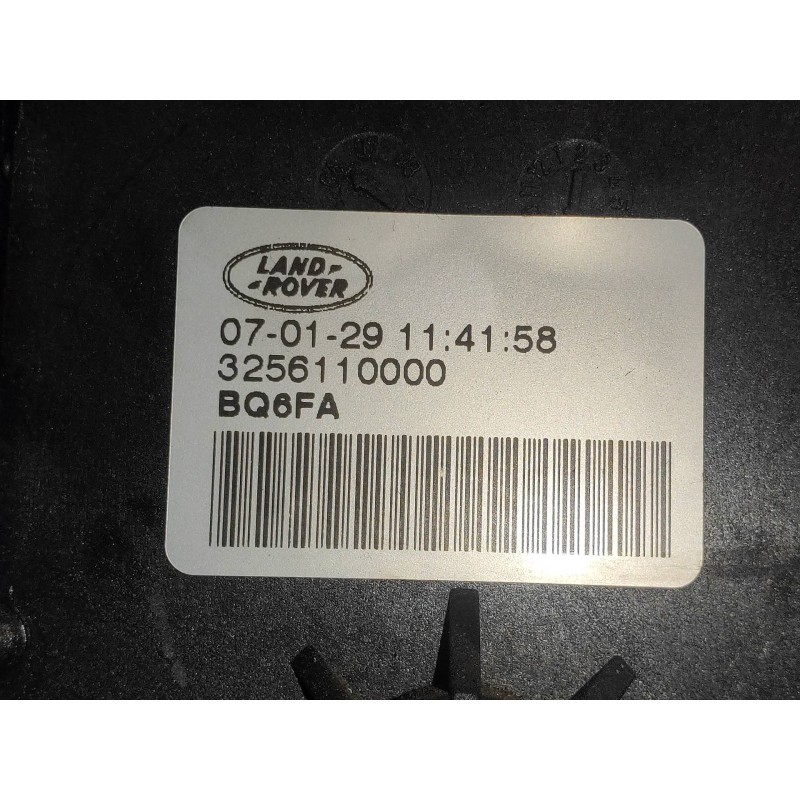 LAND
ROVER
07-01-29 11:41:58
3256110000
BQ6FA